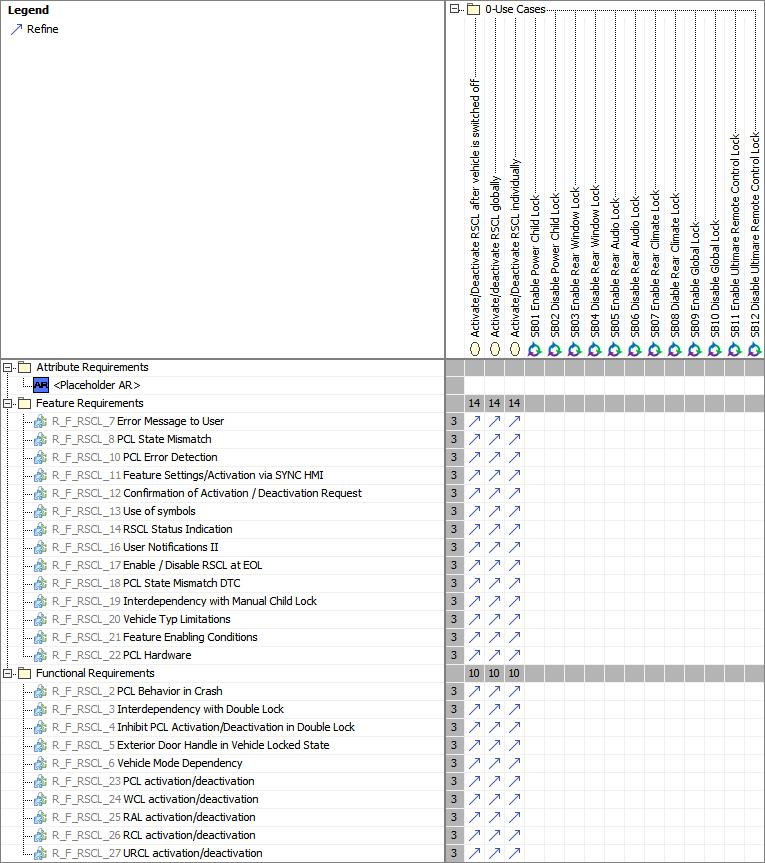 Legend
Refine
0-Use Cases
Activate/Deactivate RSCL after vehicle is switched off
Activate/deactivate RSCL globally
Activate/Deactivate RSCL individually
SB01 Enable Power Child Lock
SB02 Disable Power Child Lock
SB03 Enable Rear Window Lock
SB04 Disable Rear Window Lock
SB05 Enable Rear Audio Lock
SB06 Disable Rear Audio Lock
SB07 Enable Rear Climate Lock
SB08 Diable Rear Climate Lock
SB09 Enable Global Lock
SB10 Disable Global Lock
SB11 Enable Ultimare Remote Control Lock
SB12 Disable Ultimare Remote Control Lock
Attribute Requirements
AR <Placeholder AR>
Feature Requirements 14 14 14
R_F_RSCL_7 Error Message to User 3
R_F_RSCL_8 PCL State Mismatch 3
R_F_RSCL_10 PCL Error Detection 3
R_F_RSCL_11 Feature Settings/Activation via SYNC HMI 3
R_F_RSCL_12 Confirmation of Activation / Deactivation Request 3
R_F_RSCL_13 Use of symbols 3
R_F_RSCL_14 RSCL Status Indication 3
R_F_RSCL_16 User Notifications II 3
R_F_RSCL_17 Enable / Disable RSCL at EOL 3
R_F_RSCL_18 PCL State Mismatch DTC 3
R_F_RSCL_19 Interdependency with Manual Child Lock 3
R_F_RSCL_20 Vehicle Typ Limitations 3
R_F_RSCL_21 Feature Enabling Conditions 3
R_F_RSCL_22 PCL Hardware 3
Functional Requirements 10 10 10
R_F_RSCL_2 PCL Behavior in Crash 3
R_F_RSCL_3 Interdependency with Double Lock 3
R_F_RSCL_4 Inhibit PCL Activation/Deactivation in Double Lock 3
R_F_RSCL_5 Exterior Door Handle in Vehicle Locked State 3
R_F_RSCL_6 Vehicle Mode Dependency 3
R_F_RSCL_23 PCL activation/deactivation 3
R_F_RSCL_24 WCL activation/deactivation 3
R_F_RSCL_25 RAL activation/deactivation 3
R_F_RSCL_26 RCL activation/deactivation 3
R_F_RSCL_27 URCL activation/deactivation 3